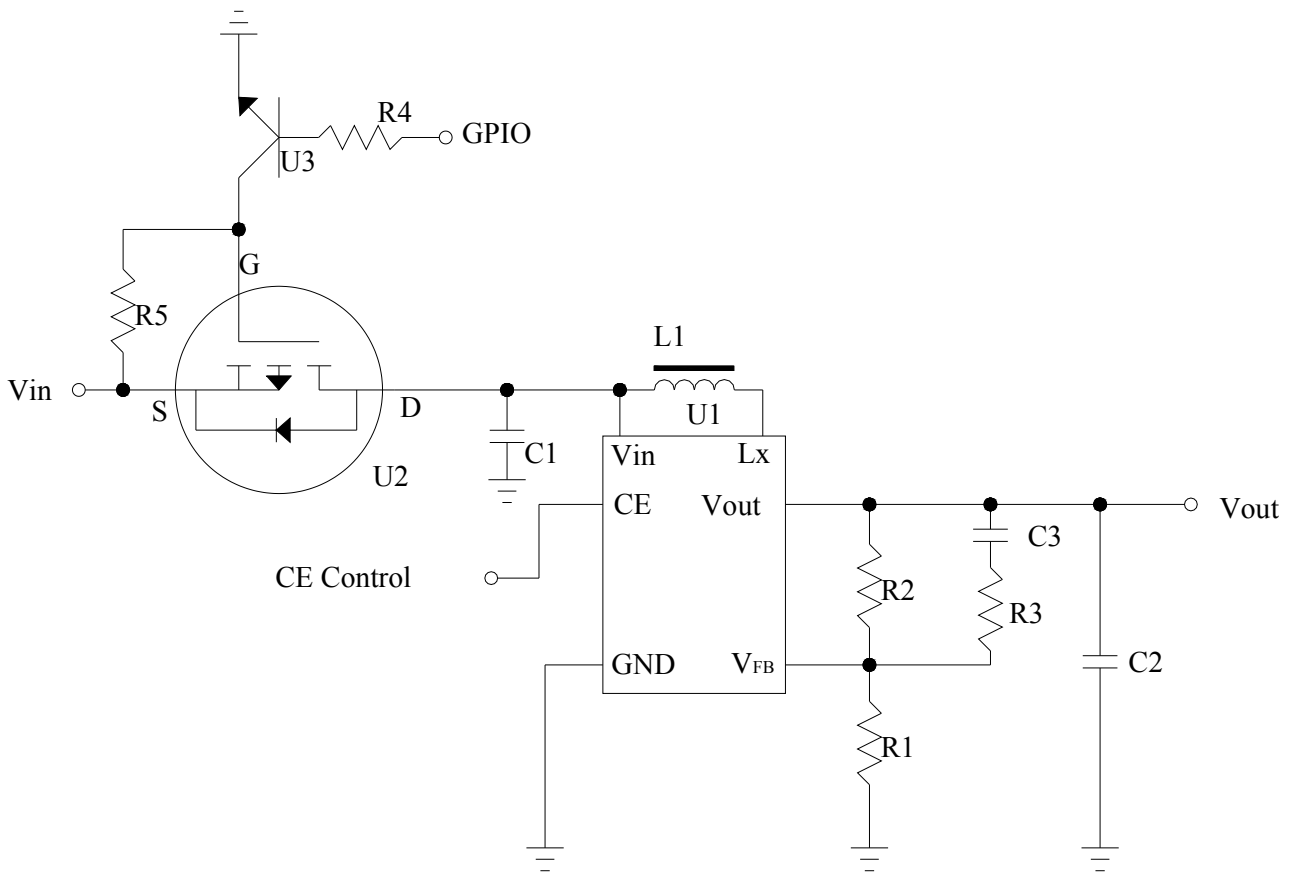 R4
GPIO
U3
G
R5
L1
Vin
S
D
U1
C1
U2
Vin
Lx
CE
Vout
Vout
C3
CE Control
R2
R3
GND
VFB
C2
R1